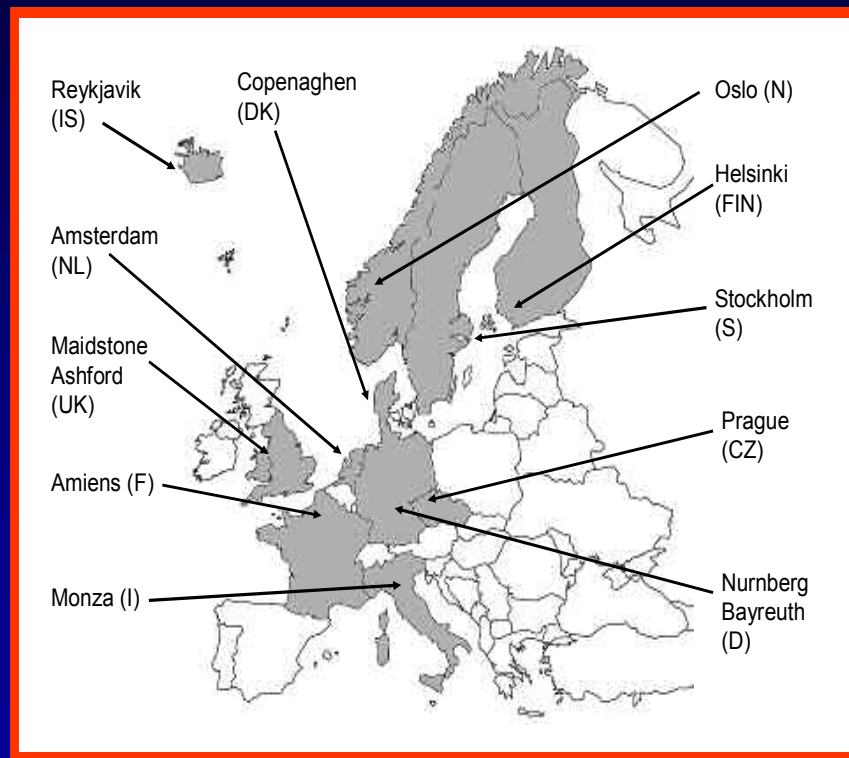 Reykjavik
(IS)
Copenaghen
(DK)
Oslo (N)
Helsinki
(FIN)
Amsterdam
(NL)
Stockholm
(S)
Maidstone
Ashford
(UK)
Prague
(CZ)
Amiens (F)
Nurnberg
Bayreuth
(D)
Monza (I)